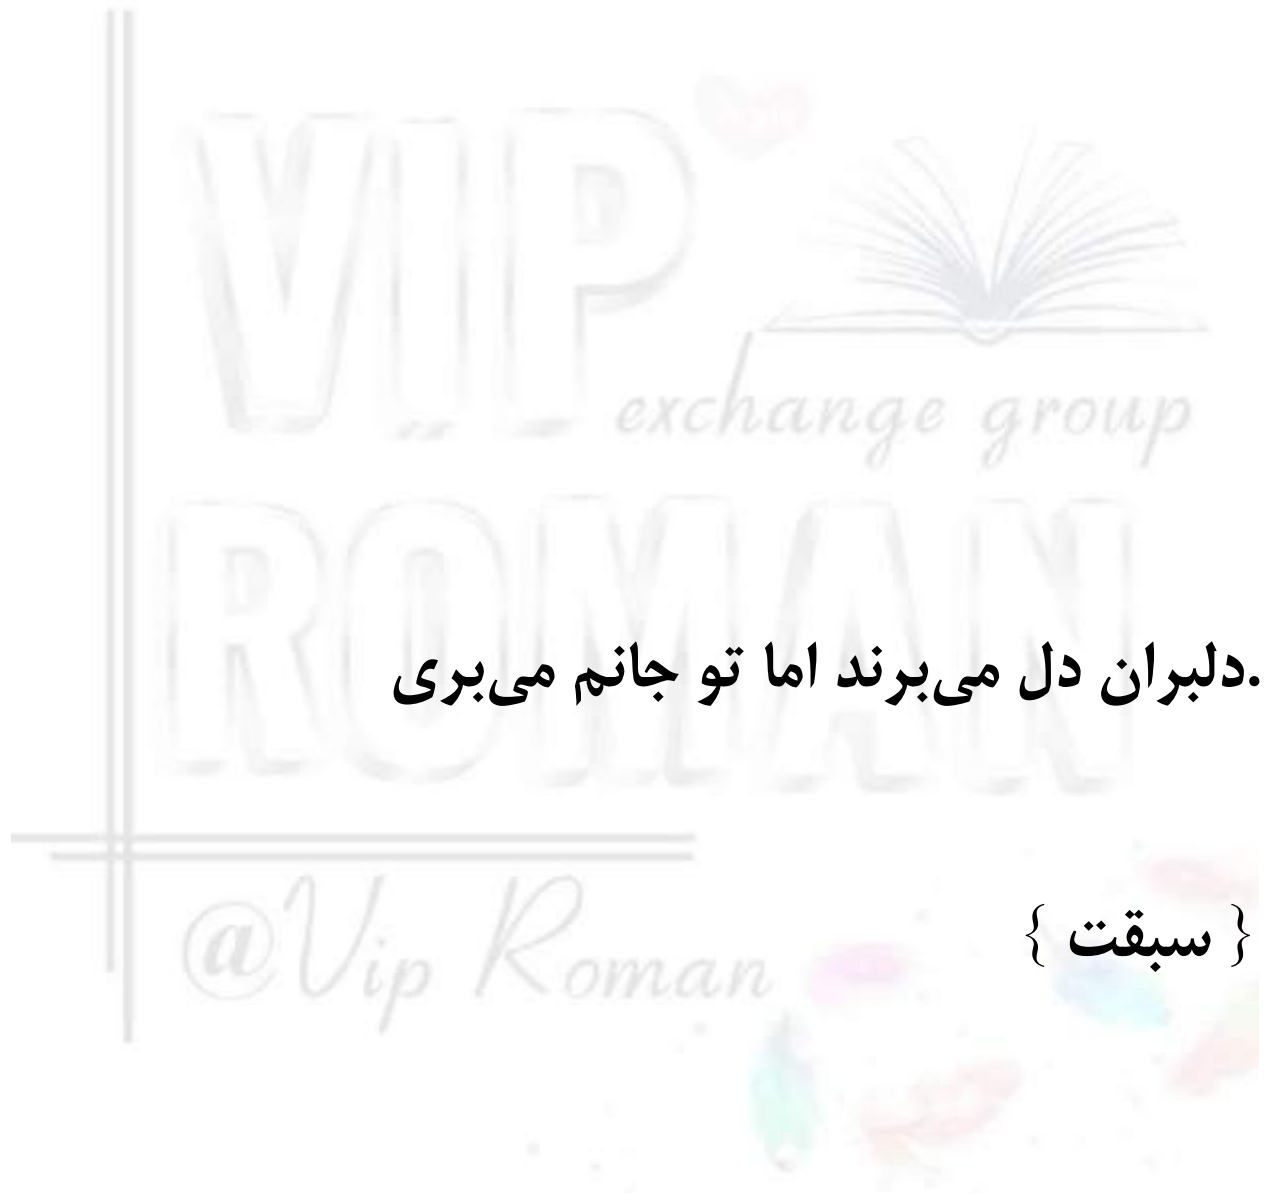 VIP
exchange group
ROMAN
.دلبران دل می‌برند اما تو جانم می‌بری
@Vip Roman
{ سبقت }